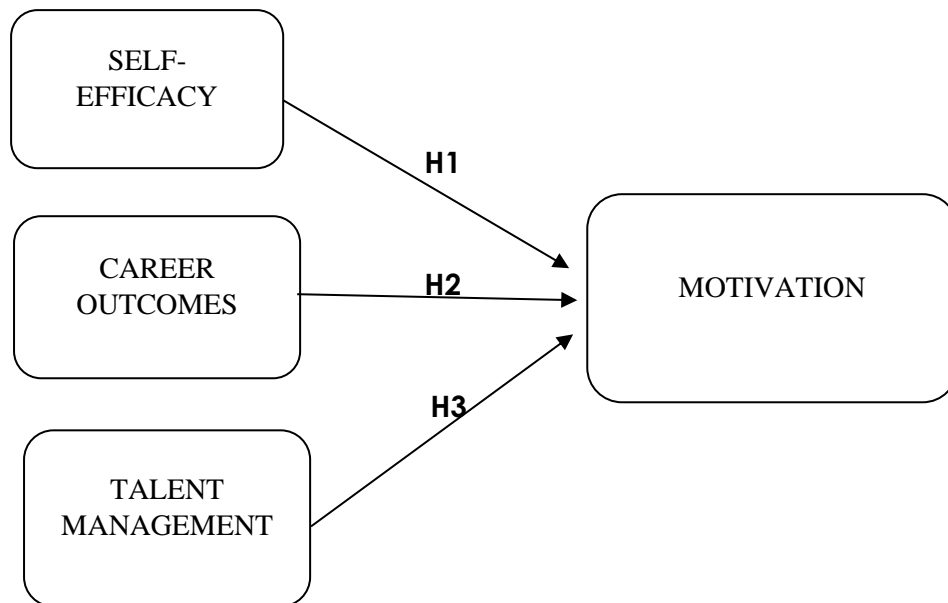 SELF-
EFFICACY
H1
CAREER
OUTCOMES
H2
MOTIVATION
H3
TALENT
MANAGEMENT